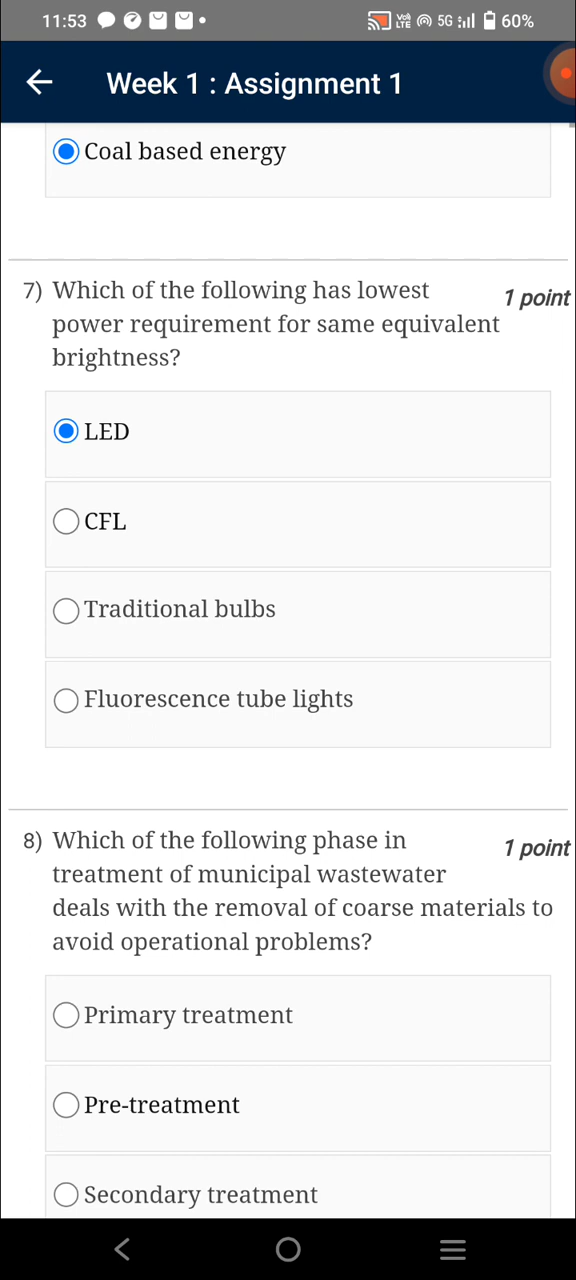 11:53
Vo) LTE 5G 60%
Week 1 : Assignment 1
Coal based energy
7) Which of the following has lowest
1 point
power requirement for same equivalent
brightness?
LED
CFL
Traditional bulbs
Fluorescence tube lights
8) Which of the following phase in
1 point
treatment of municipal wastewater
deals with the removal of coarse materials to
avoid operational problems?
Primary treatment
Pre-treatment
Secondary treatment